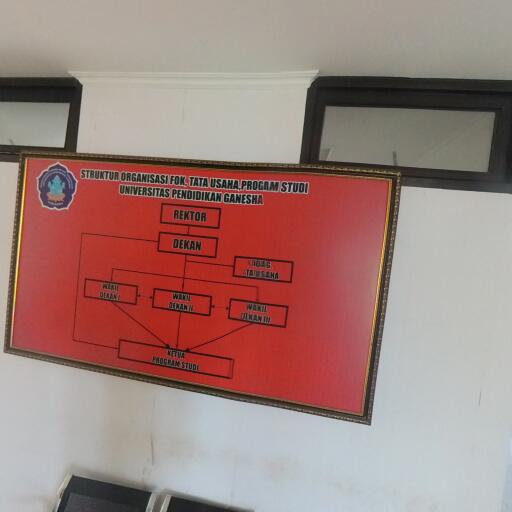 STRUKTUR ORGANISASI FOK, TATA USAHA,PROGAM STUDI
UNIVERSITAS PENDIDIKAN GANESHA
REKTOR
DEKAN
TATA USAHA
WAKIL
DEKAN I
WAKIL
DEKAN II
WAKIL
DEKAN III
KETUA
PROGRAM STUDI